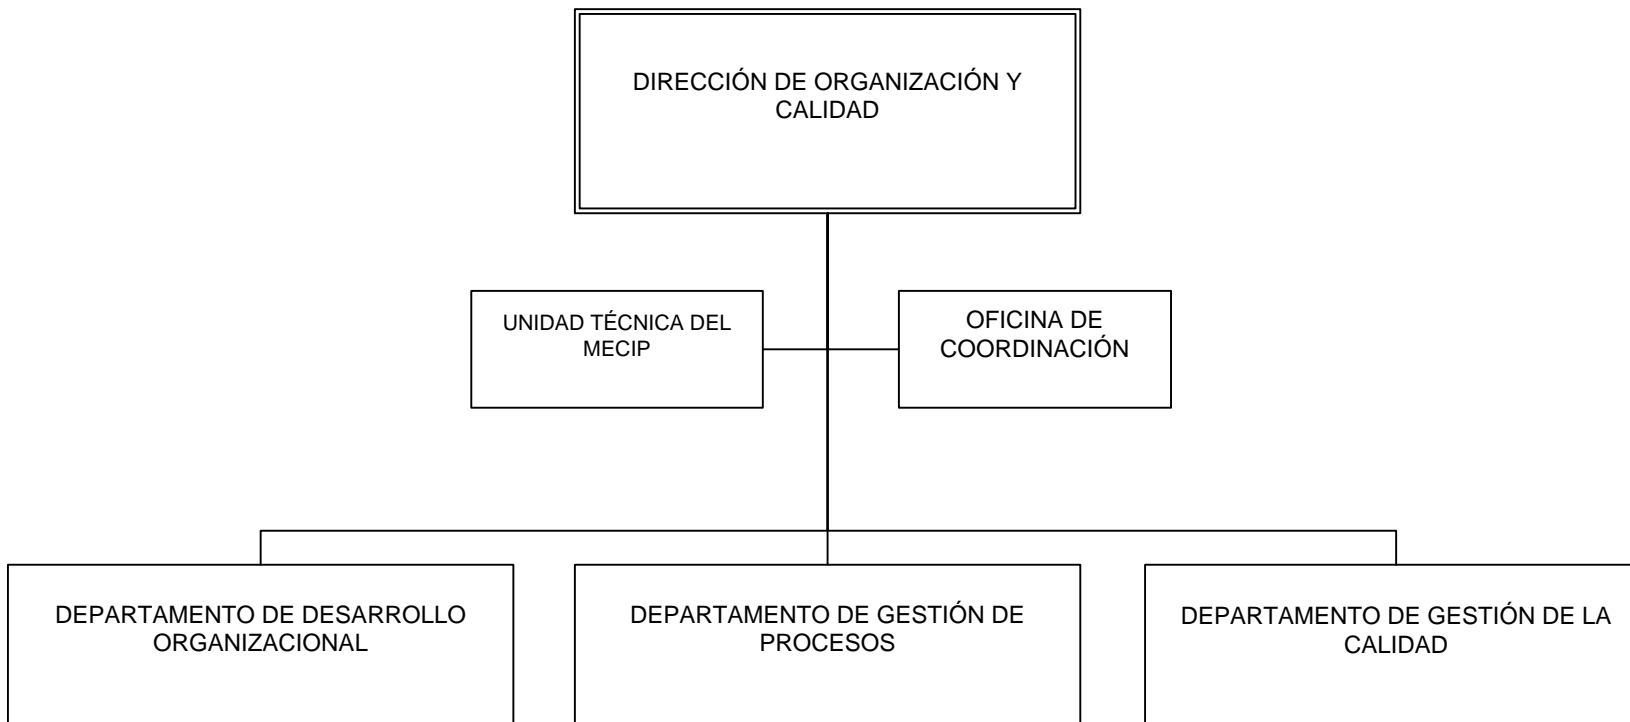 DIRECCIÓN DE ORGANIZACIÓN Y
CALIDAD
UNIDAD TÉCNICA DEL
MECIP
OFICINA DE
COORDINACIÓN
DEPARTAMENTO DE DESARROLLO
ORGANIZACIONAL
DEPARTAMENTO DE GESTIÓN DE
PROCESOS
DEPARTAMENTO DE GESTIÓN DE LA
CALIDAD